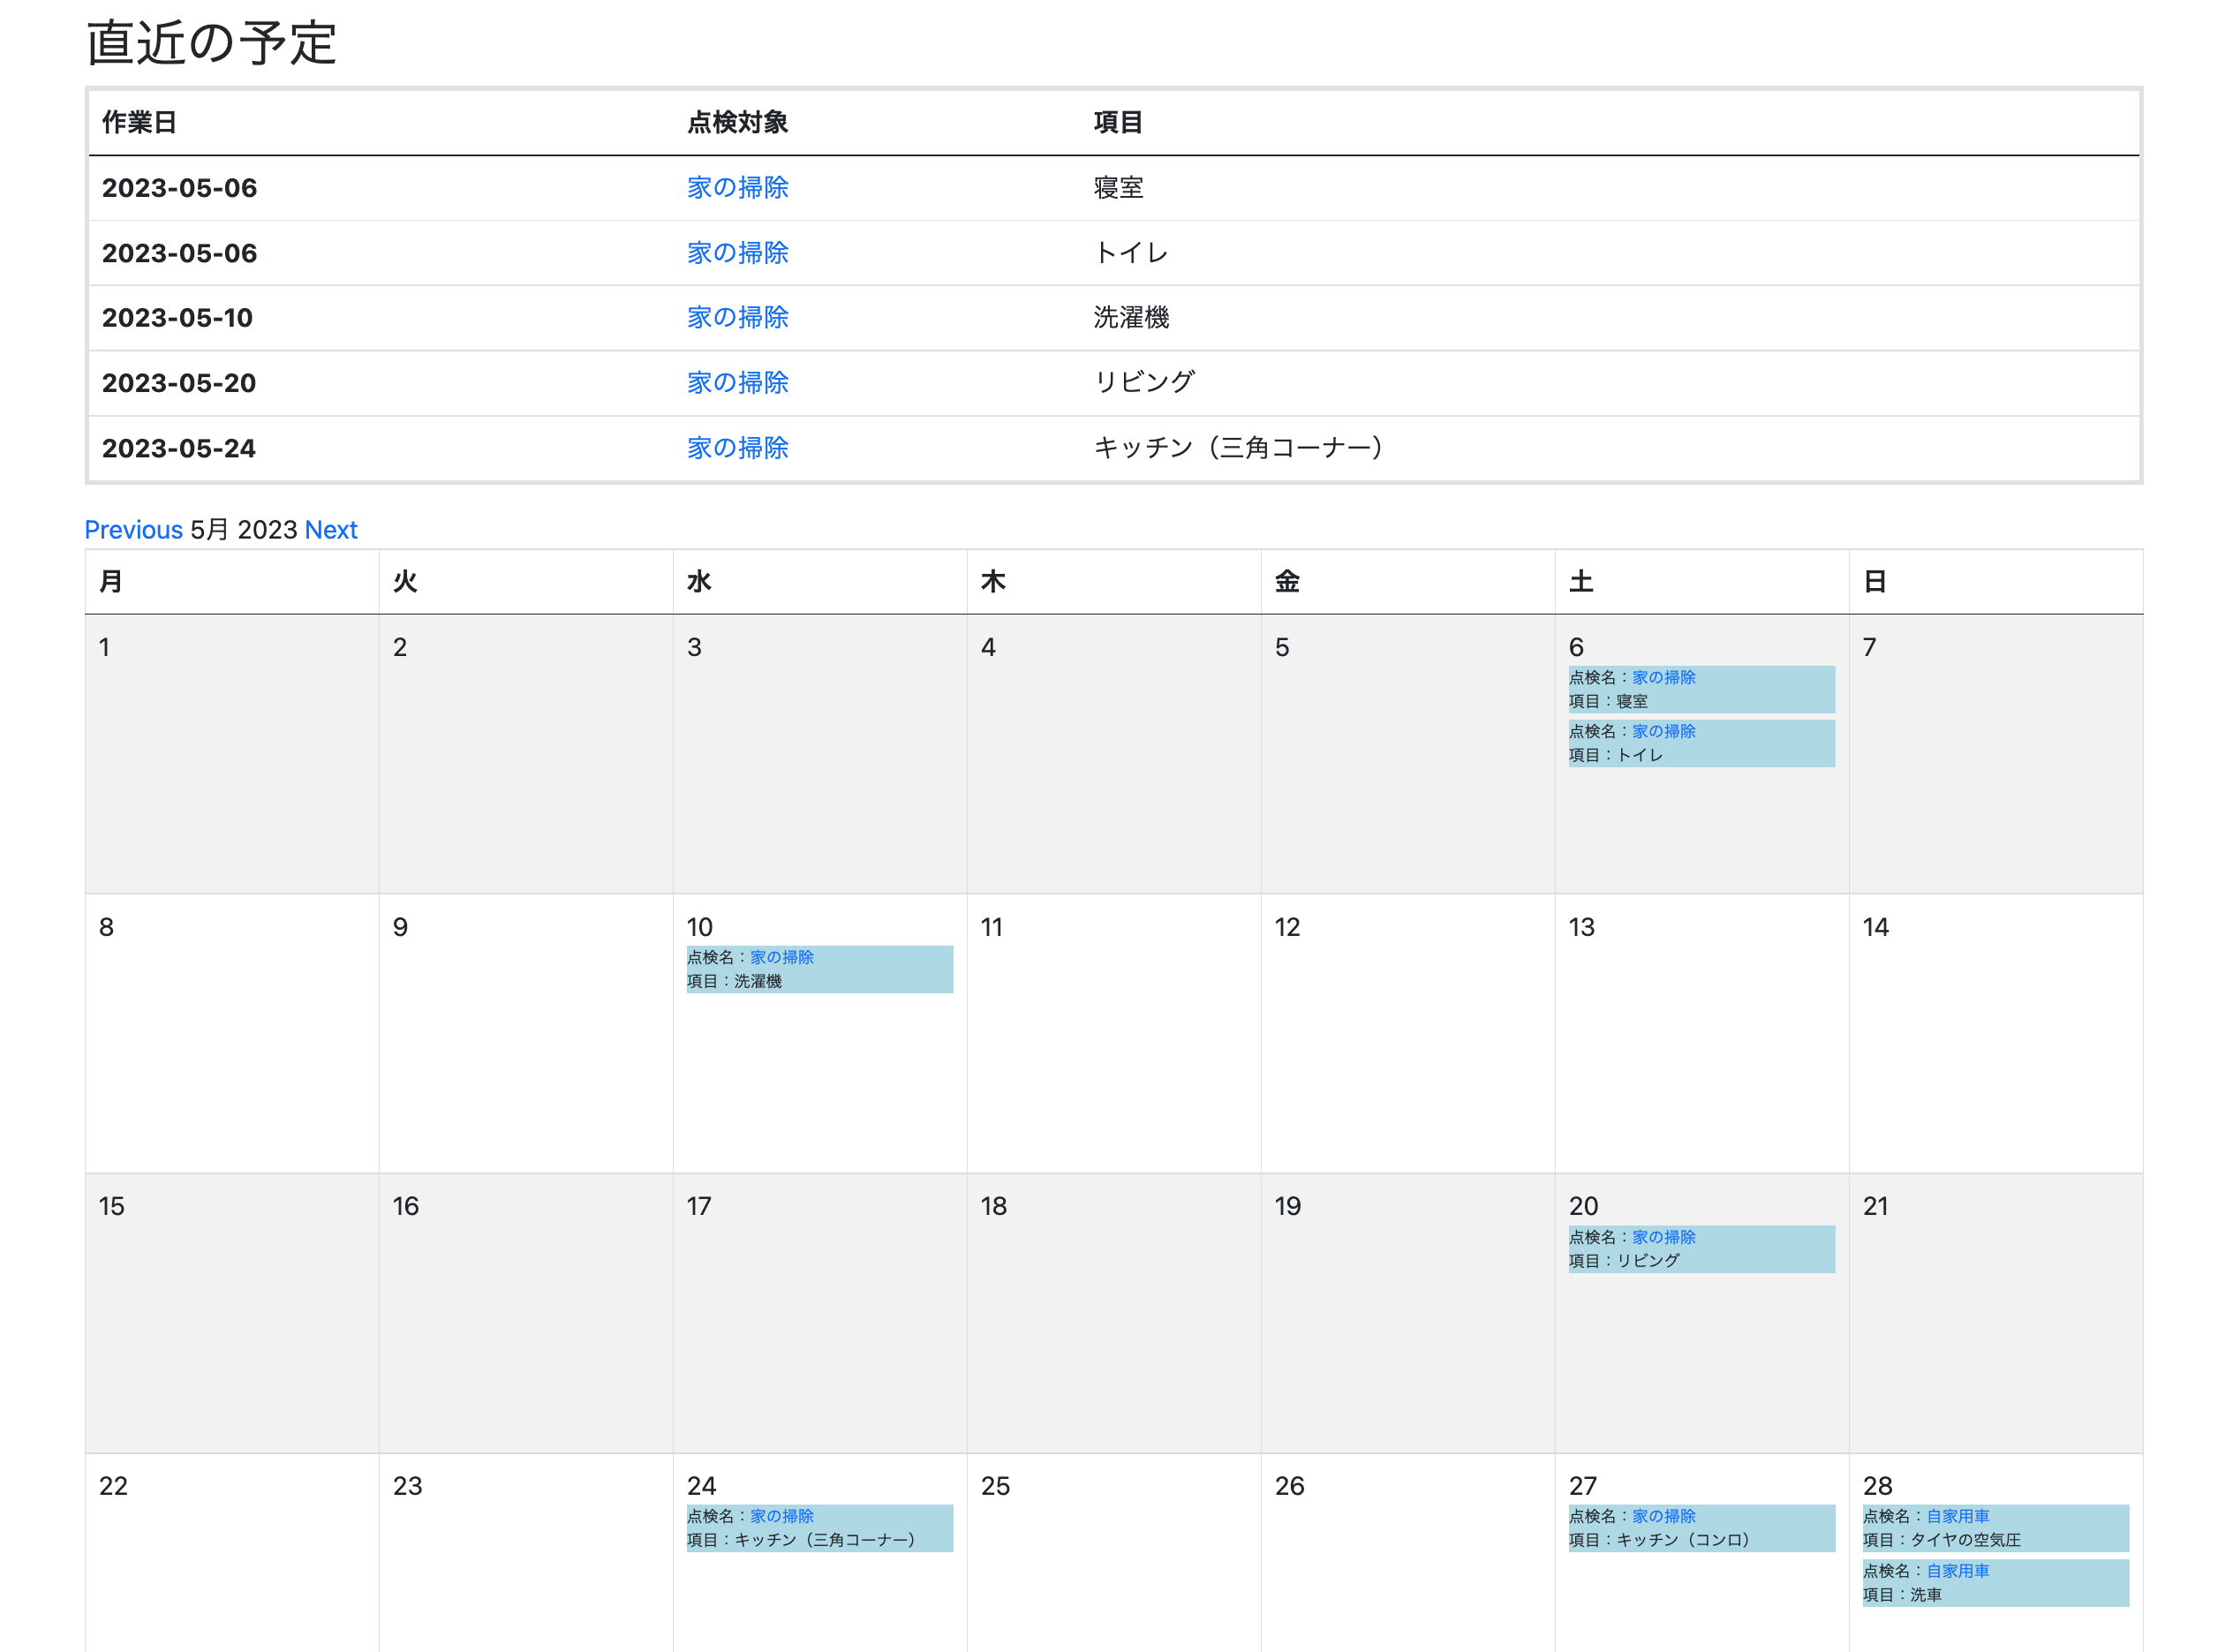 直近の予定
作業日 点検対象 項目
2023-05-06 家の掃除 寝室
2023-05-06 家の掃除 トイレ
2023-05-10 家の掃除 洗濯機
2023-05-20 家の掃除 リビング
2023-05-24 家の掃除 キッチン（三角コーナー）
Previous 5月 2023 Next
月 火 水 木 金 土 日
1 2 3 4 5 6 7
点検名：家の掃除
項目：寝室
点検名：家の掃除
項目：トイレ
8 9 10 11 12 13 14
点検名：家の掃除
項目：洗濯機
15 16 17 18 19 20 21
点検名：家の掃除
項目：リビング
22 23 24 25 26 27 28
点検名：家の掃除
項目：キッチン（三角コーナー）
点検名：家の掃除
項目：キッチン（コンロ）
点検名：自家用車
項目：タイヤの空気圧
点検名：自家用車
項目：洗車